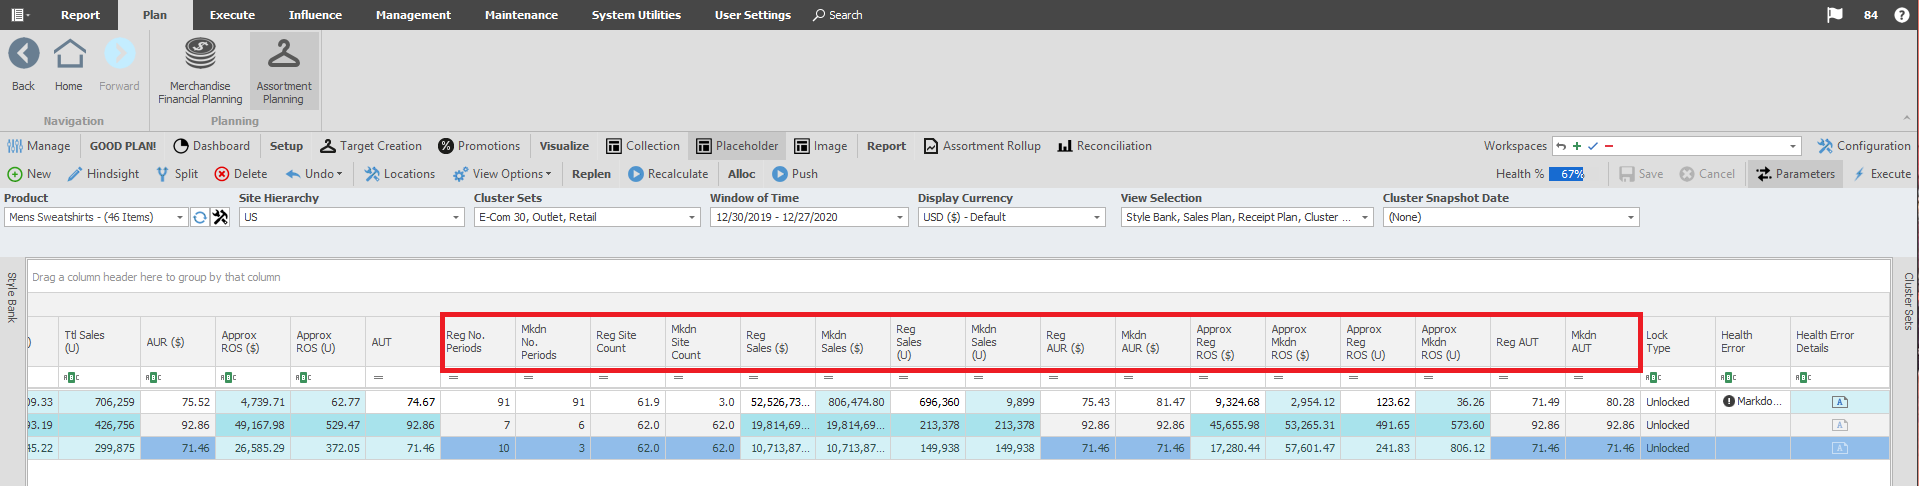 Report Plan Execute Influence Management Maintenance System Utilities User Settings Search 84 ?
Back Home Forward Merchandise Financial Planning Assortment Planning
Navigation Planning
Manage GOOD PLAN! Dashboard Setup Target Creation Promotions Visualize Collection Placeholder Image Report Assortment Rollup Reconciliation Workspaces Configuration
New Hindsight Split Delete Undo Locations View Options Replen Recalculate Alloc Push Health % 67% Save Cancel Parameters Execute
Product Site Hierarchy Cluster Sets Window of Time Display Currency View Selection Cluster Snapshot Date
Mens Sweatshirts - (46 Items) US E-Com 30, Outlet, Retail 12/30/2019 - 12/27/2020 USD ($) - Default Style Bank, Sales Plan, Receipt Plan, Cluster ... (None)
Style Bank
Drag a column header here to group by that column
Cluster Sets
) Ttl Sales (U) AUR ($) Approx ROS ($) Approx ROS (U) AUT Reg No. Periods Mkdn No. Periods Reg Site Count Mkdn Site Count Reg Sales ($) Mkdn Sales ($) Reg Sales (U) Mkdn Sales (U) Reg AUR ($) Mkdn AUR ($) Approx Reg ROS ($) Approx Mkdn ROS ($) Approx Reg ROS (U) Approx Mkdn ROS (U) Reg AUT Mkdn AUT Lock Type Health Error Health Error Details
ABC ABC ABC ABC = = = = = = = = = = = = = = = = = ABC ABC ABC
09.33 706,259 75.52 4,739.71 62.77 74.67 91 91 61.9 3.0 52,526,73... 806,474.80 696,360 9,899 75.43 81.47 9,324.68 2,954.12 123.62 36.26 71.49 80.28 Unlocked Markdo... A
93.19 426,756 92.86 49,167.98 529.47 92.86 7 6 62.0 62.0 19,814,69... 19,814,69... 213,378 213,378 92.86 92.86 45,655.98 53,265.31 491.65 573.60 92.86 92.86 Unlocked A
45.22 299,875 71.46 26,585.29 372.05 71.46 10 3 62.0 62.0 10,713,87... 10,713,87... 149,938 149,938 71.46 71.46 17,280.44 57,601.47 241.83 806.12 71.46 71.46 Unlocked A